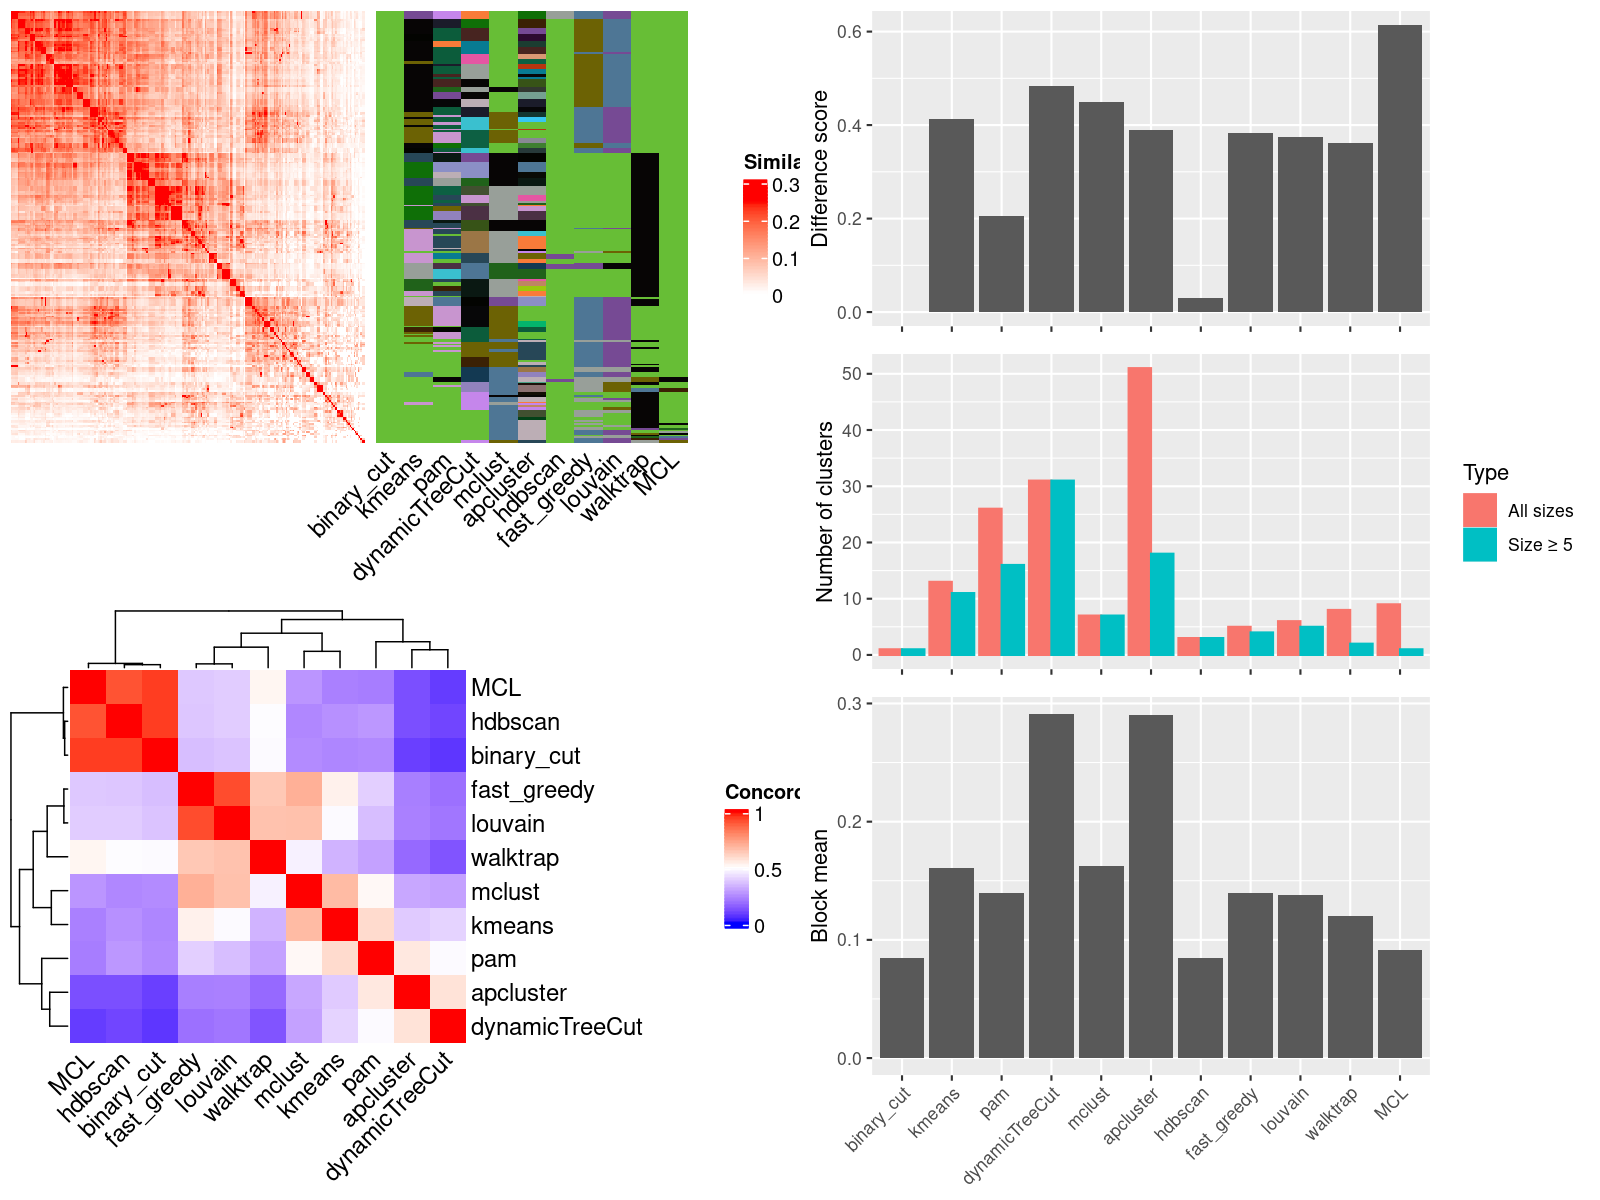 Simila
0.3
0.2
0.1
0
binary_cut
kmeans
pam
dynamicTreeCut
mclust
apcluster
hdbscan
fast_greedy
louvain
walktrap
MCL
MCL
hdbscan
binary_cut
fast_greedy
louvain
walktrap
mclust
kmeans
pam
apcluster
dynamicTreeCut
MCL
hdbscan
binary_cut
fast_greedy
louvain
walktrap
mclust
kmeans
pam
apcluster
dynamicTreeCut
Concord
1
0.5
0
Difference score
0.6
0.4
0.2
0.0
Number of clusters
50
40
30
20
10
0
Type
All sizes
Size ≥ 5
Block mean
0.3
0.2
0.1
0.0
binary_cut
kmeans
pam
dynamicTreeCut
mclust
apcluster
hdbscan
fast_greedy
louvain
walktrap
MCL